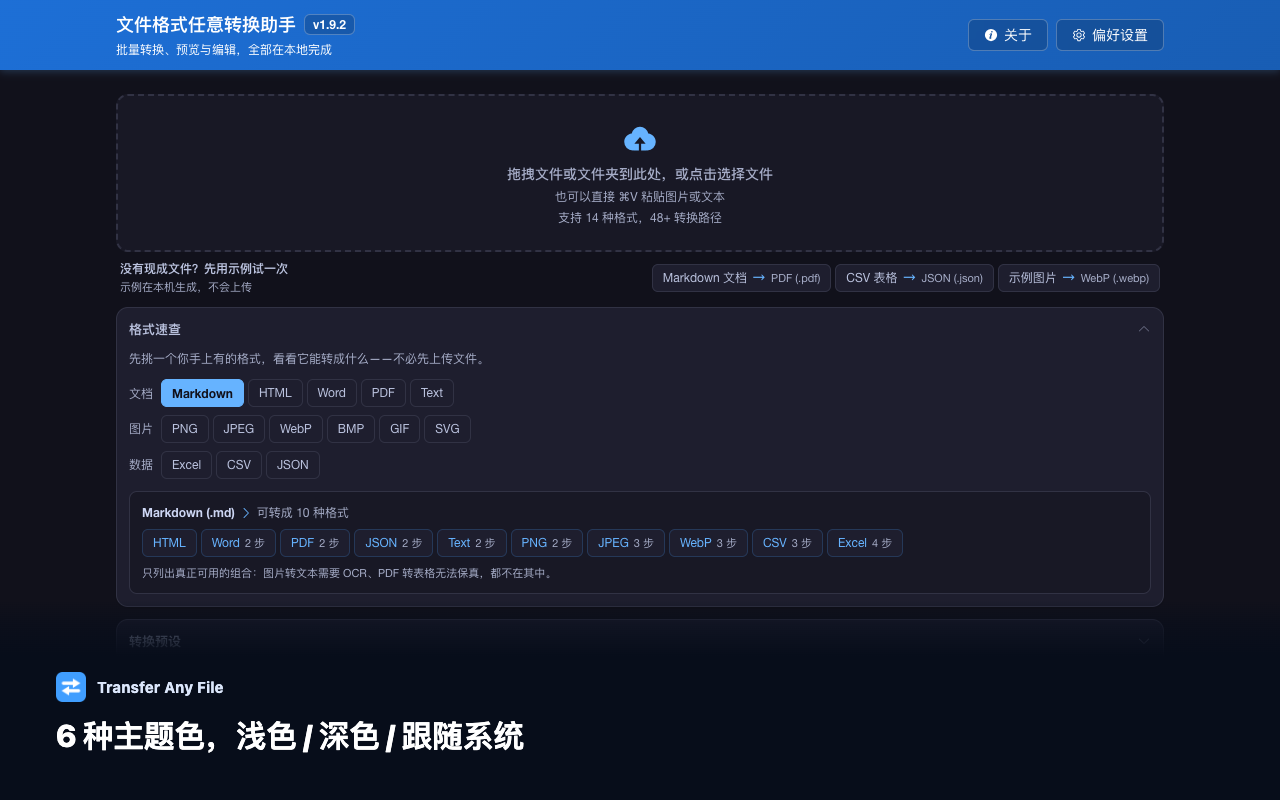 文件格式任意转换助手 v1.9.2
批量转换、预览与编辑，全部在本地完成
关于 偏好设置
拖拽文件或文件夹到此处，或点击选择文件
也可以直接 ⌘V 粘贴图片或文本
支持 14 种格式，48+ 转换路径
没有现成文件？先用示例试一次
示例在本机生成，不会上传
Markdown 文档 → PDF (.pdf) CSV 表格 → JSON (.json) 示例图片 → WebP (.webp)
格式速查
先挑一个你手上有的格式，看看它能转成什么——不必先上传文件。
文档 Markdown HTML Word PDF Text
图片 PNG JPEG WebP BMP GIF SVG
数据 Excel CSV JSON
Markdown (.md) 可转成 10 种格式
HTML Word 2 步 PDF 2 步 JSON 2 步 Text 2 步 PNG 2 步 JPEG 3 步 WebP 3 步 CSV 3 步 Excel 4 步
只列出真正可用的组合：图片转文本需要 OCR、PDF 转表格无法保真，都不在其中。
转换预设
Transfer Any File
6 种主题色，浅色 / 深色 / 跟随系统